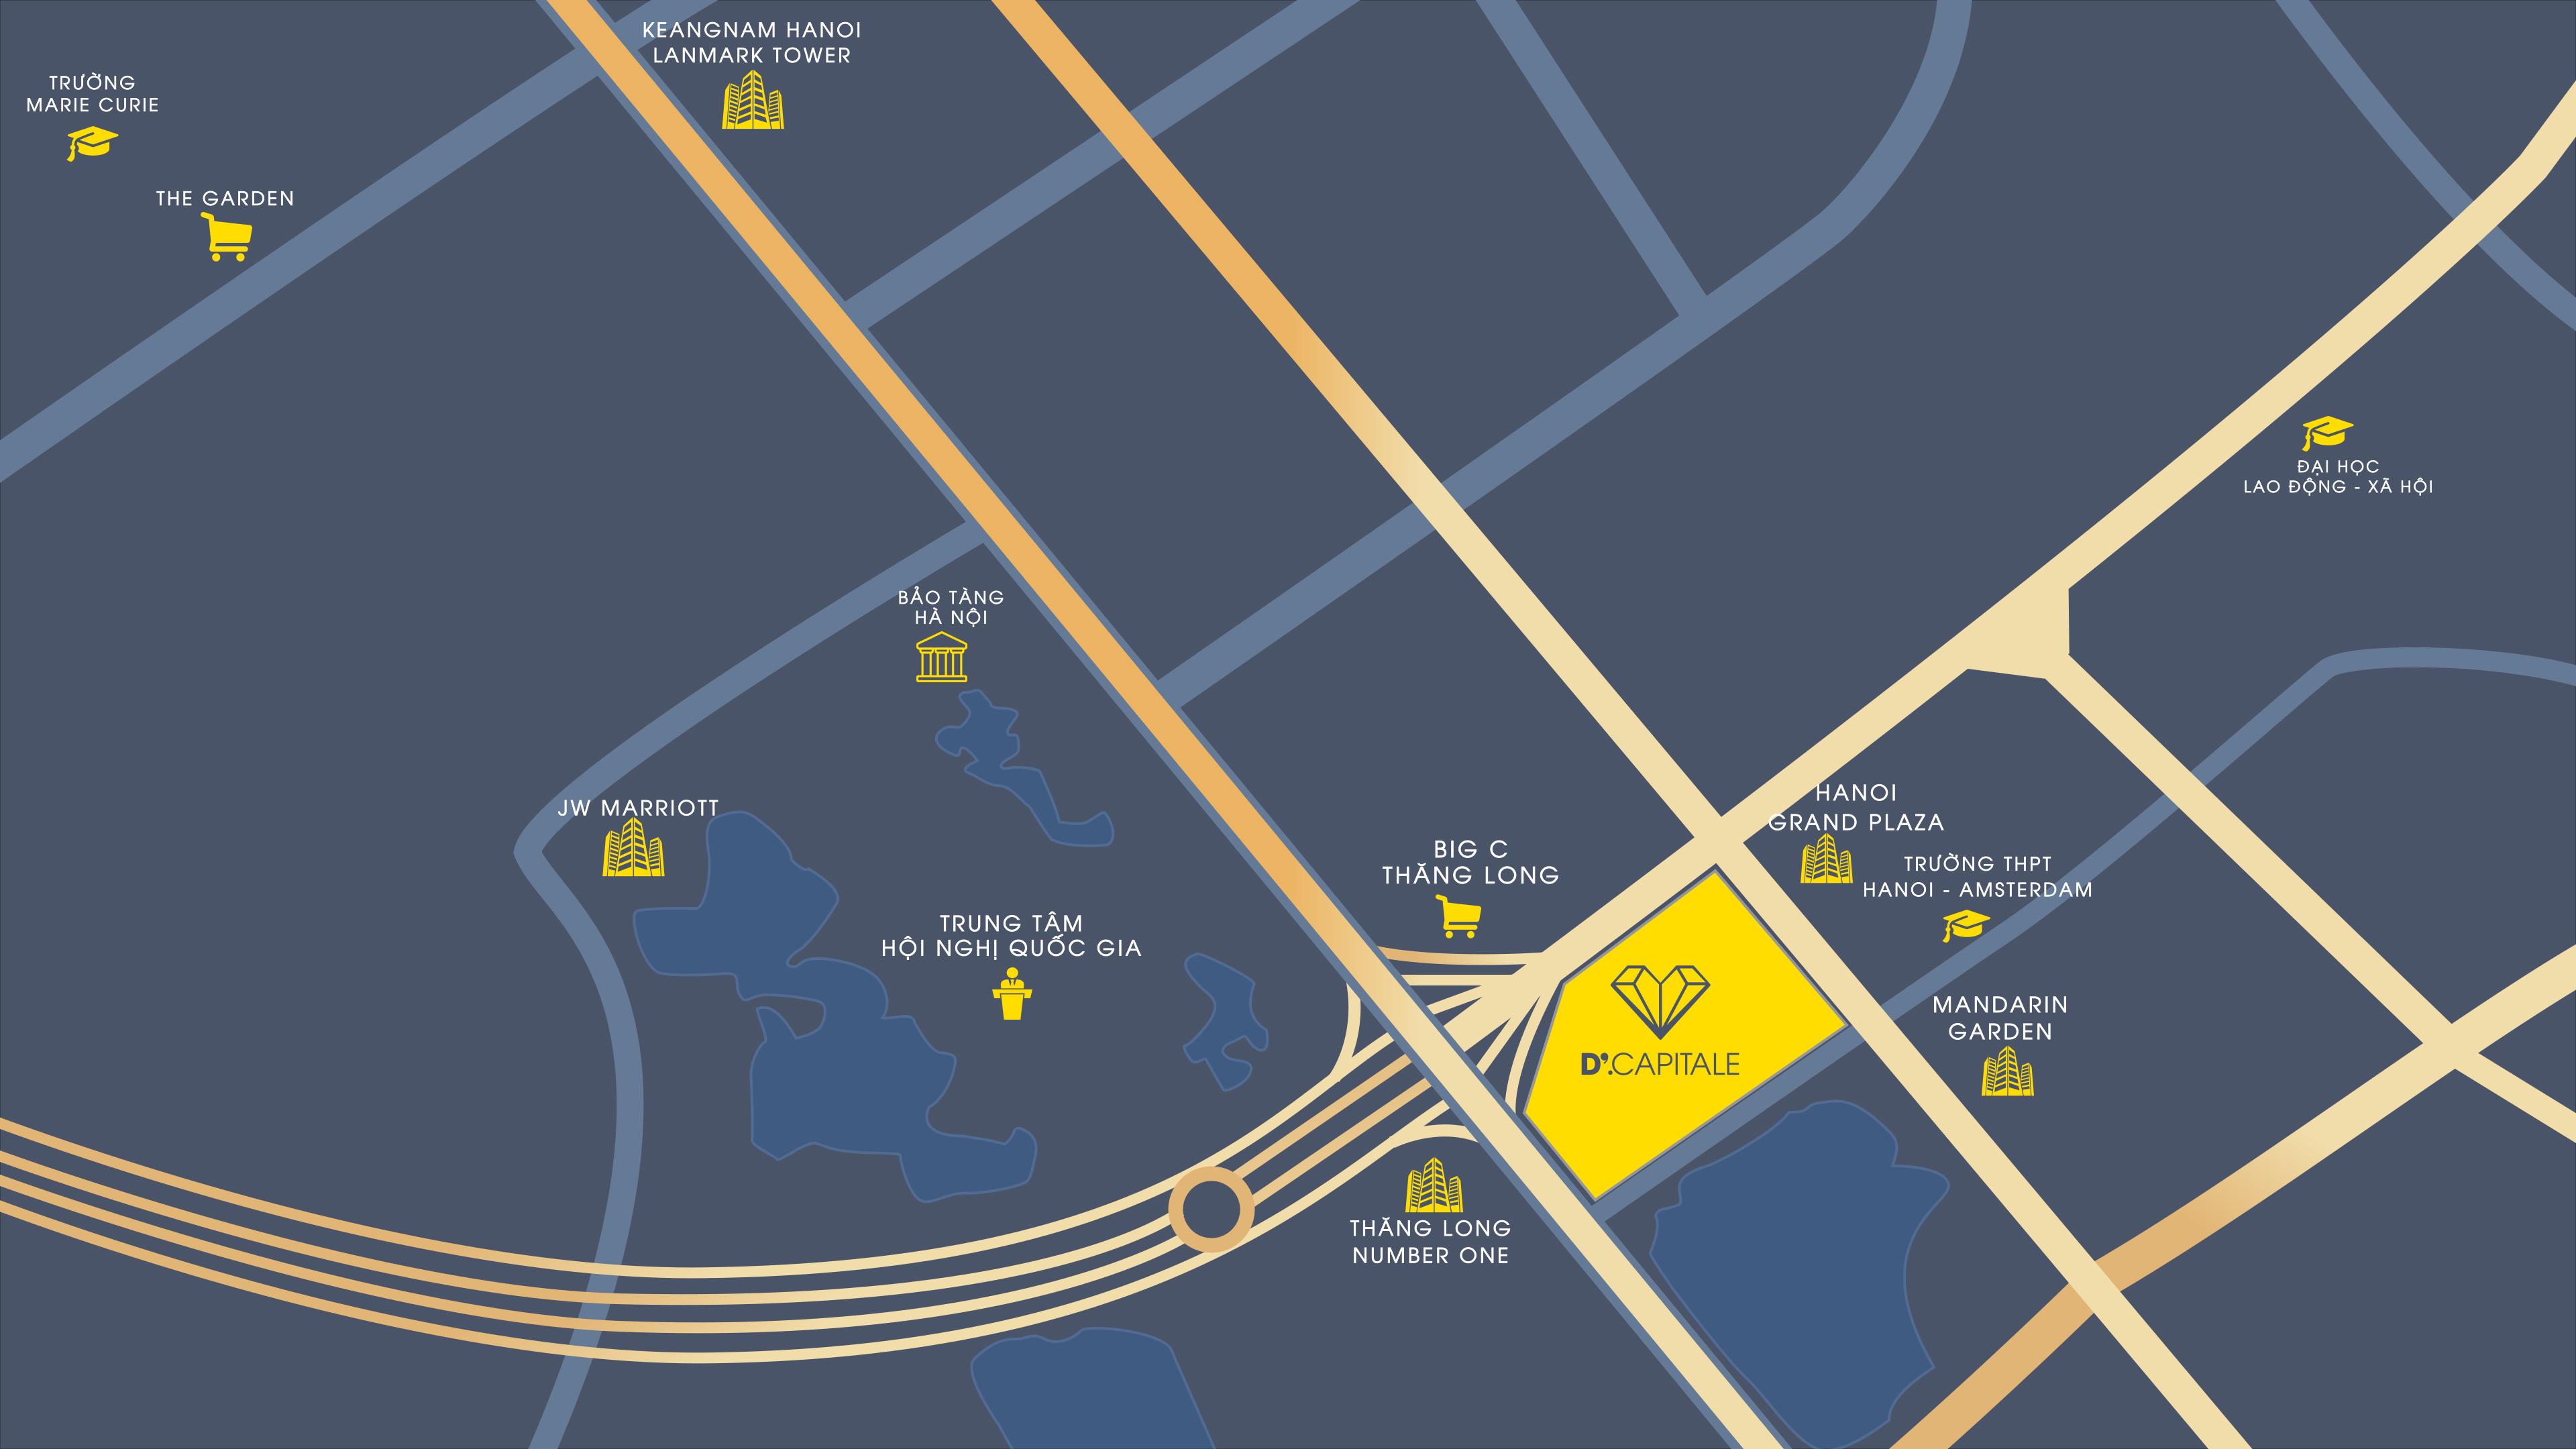 KEANGNAM HANOI
LANMARK TOWER
TRƯỜNG
MARIE CURIE
THE GARDEN
ĐẠI HỌC
LAO ĐỘNG - XÃ HỘI
BẢO TÀNG
HÀ NỘI
JW MARRIOTT
HANOI
GRAND PLAZA
BIG C
THĂNG LONG
TRƯỜNG THPT
HANOI - AMSTERDAM
TRUNG TÂM
HỘI NGHỊ QUỐC GIA
MANDARIN
GARDEN
D'.CAPITALE
THĂNG LONG
NUMBER ONE